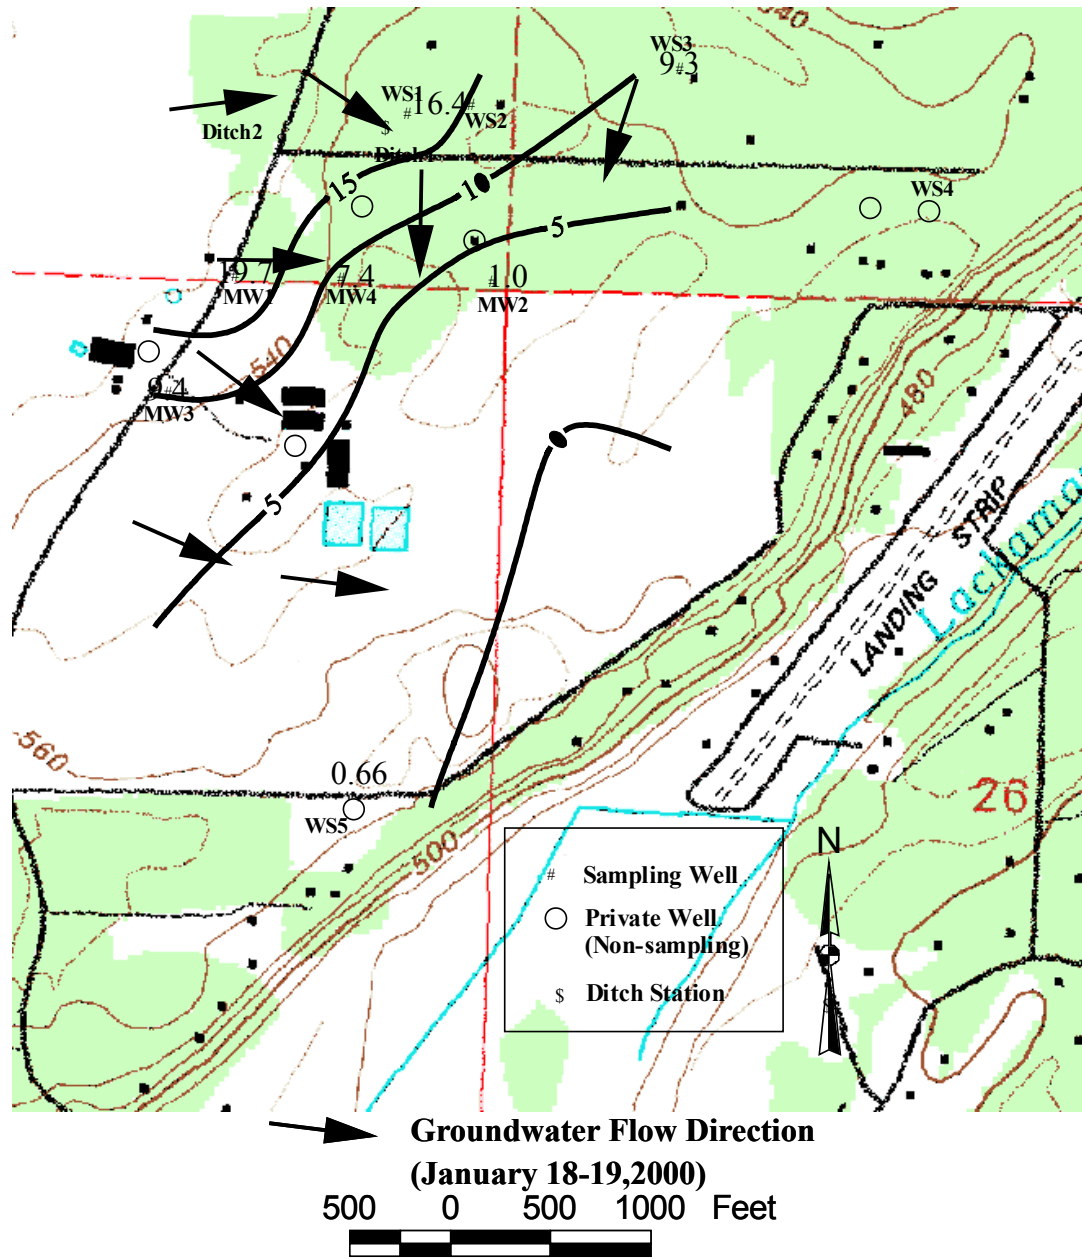 540
WS3
9.3
WS1
16.4
WS2
Ditch2
$
15
10
WS4
5
19.7
7.4
1.0
MW1
MW4
MW2
540
9.4
MW3
480
5
0
STRIP
LANDING
560
0.66
WS5
26
500
N
# Sampling Well
Private Well
(Non-sampling)
$ Ditch Station
Groundwater Flow Direction
(January 18-19,2000)
500 0 500 1000 Feet